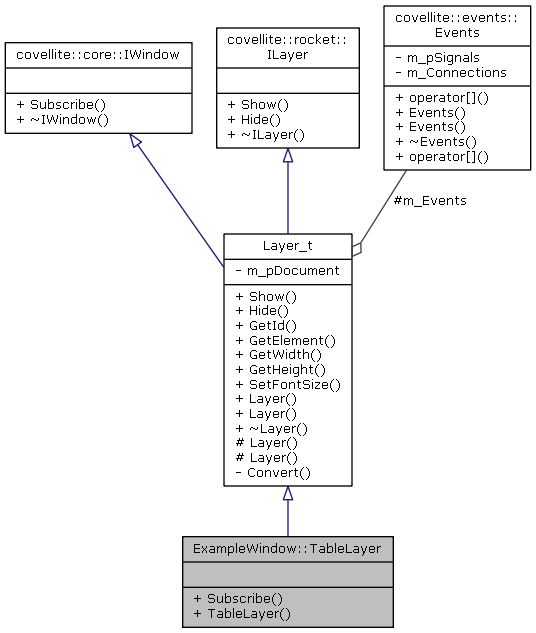 covellite::core::IWindow
+ Subscribe()
+ ~IWindow()
covellite::rocket::
ILayer
+ Show()
+ Hide()
+ ~ILayer()
covellite::events::
Events
- m_pSignals
- m_Connections
+ operator[]()
+ Events()
+ Events()
+ ~Events()
+ operator[]()
#m_Events
Layer_t
- m_pDocument
+ Show()
+ Hide()
+ GetId()
+ GetElement()
+ GetWidth()
+ GetHeight()
+ SetFontSize()
+ Layer()
+ Layer()
+ ~Layer()
# Layer()
# Layer()
- Convert()
ExampleWindow::TableLayer
+ Subscribe()
+ TableLayer()